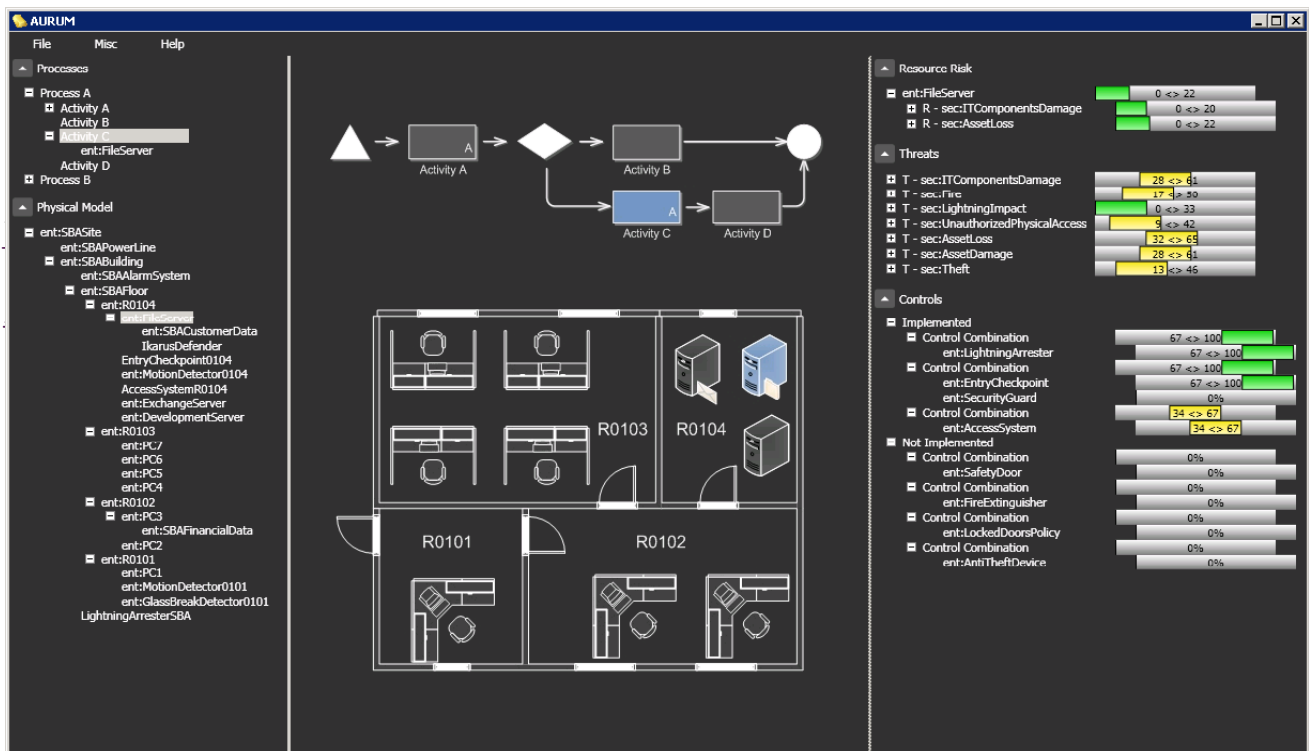 AURUM
File Misc Help
Processes
Process A
Activity A
Activity B
Activity C
ent:FileServer
Activity D
Process B
Physical Model
ent:SBASite
ent:SBAPowerLine
ent:SBABuilding
ent:SBAAlarmSystem
ent:SBAFloor
ent:R0104
ent:FileServer
ent:SBACustomerData
IkarusDefender
EntryCheckpoint0104
ent:MotionDetector0104
AccessSystemR0104
ent:ExchangeServer
ent:DevelopmentServer
ent:R0103
ent:PC7
ent:PC6
ent:PC5
ent:PC4
ent:R0102
ent:PC3
ent:SBAFinancialData
ent:PC2
ent:R0101
ent:PC1
ent:MotionDetector0101
ent:GlassBreakDetector0101
LightningArresterSBA
A
Activity A
Activity B
A
Activity C
Activity D
R0103
R0104
R0101
R0102
Resource Risk
ent:FileServer 0 <> 22
R - sec:ITComponentsDamage 0 <> 20
R - sec:AssetLoss 0 <> 22
Threats
T - sec:ITComponentsDamage 28 <> 61
T - sec:Fire 17 <> 50
T - sec:LightningImpact 0 <> 33
T - sec:UnauthorizedPhysicalAccess 9 <> 42
T - sec:AssetLoss 32 <> 65
T - sec:AssetDamage 28 <> 61
T - sec:Theft 13 <> 46
Controls
Implemented
Control Combination 67 <> 100
ent:LightningArrester 67 <> 100
Control Combination 67 <> 100
ent:EntryCheckpoint 67 <> 100
ent:SecurityGuard 0%
Control Combination 34 <> 67
ent:AccessSystem 34 <> 67
Not Implemented
Control Combination 0%
ent:SafetyDoor 0%
Control Combination 0%
ent:FireExtinguisher 0%
Control Combination 0%
ent:LockedDoorsPolicy 0%
Control Combination 0%
ent:AntiTheftDevice 0%